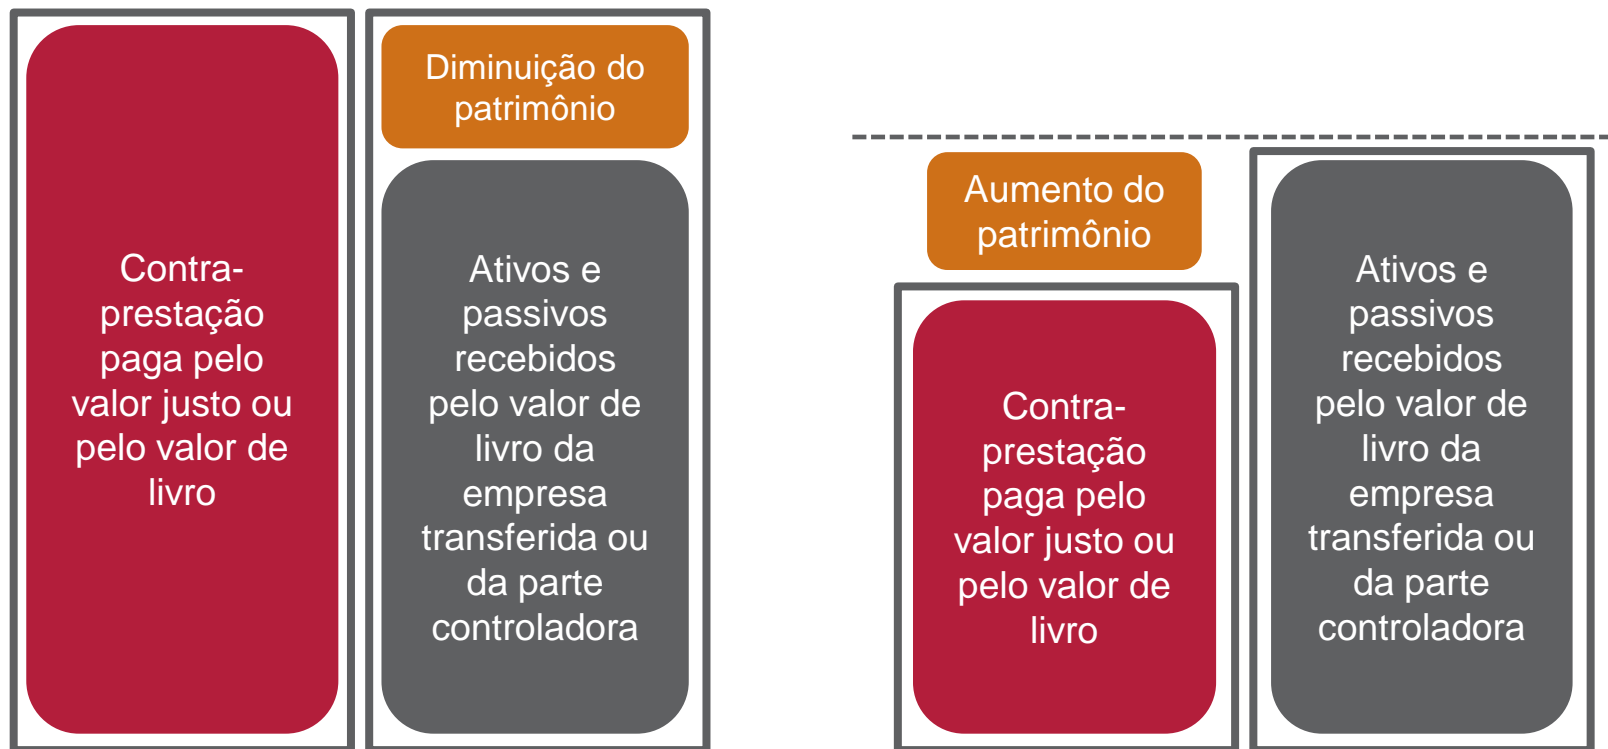 Contra-
prestação
paga pelo
valor justo ou
pelo valor de
livro
Diminuição do
patrimônio
Ativos e
passivos
recebidos
pelo valor de
livro da
empresa
transferida ou
da parte
controladora
Aumento do
patrimônio
Contra-
prestação
paga pelo
valor justo ou
pelo valor de
livro
Ativos e
passivos
recebidos
pelo valor de
livro da
empresa
transferida ou
da parte
controladora